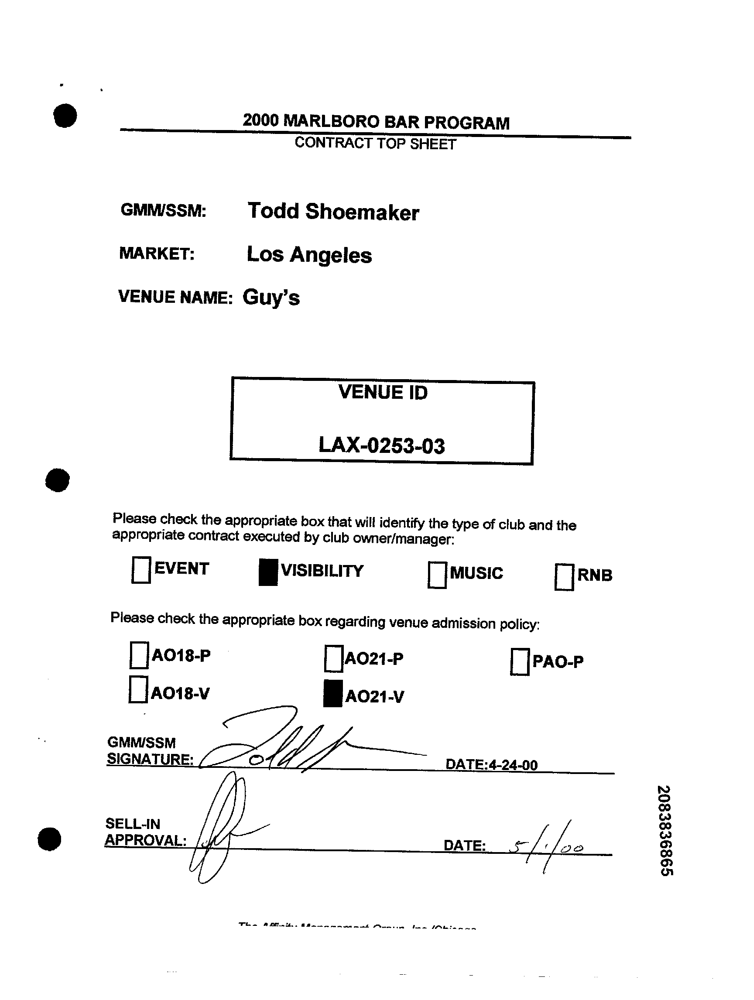 2000 MARLBORO BAR PROGRAM
CONTRACT TOP SHEET
GMM/SSM: Todd Shoemaker
MARKET: Los Angeles
VENUE NAME: Guy's
VENUE ID
LAX-0253-03
Please check the appropriate box that will identify the type of club and the
appropriate contract executed by club owner/manager:
EVENT VISIBILITY MUSIC RNB
Please check the appropriate box regarding venue admission policy:
AO18-P AO21-P PAO-P
AO18-V AO21-V
GMM/SSM
SIGNATURE: DATE:4-24-00
SELL-IN
APPROVAL: DATE: 5/1/00
2083836865